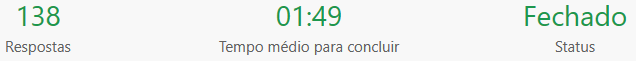 138 01:49 Fechado
Respostas Tempo médio para concluir Status